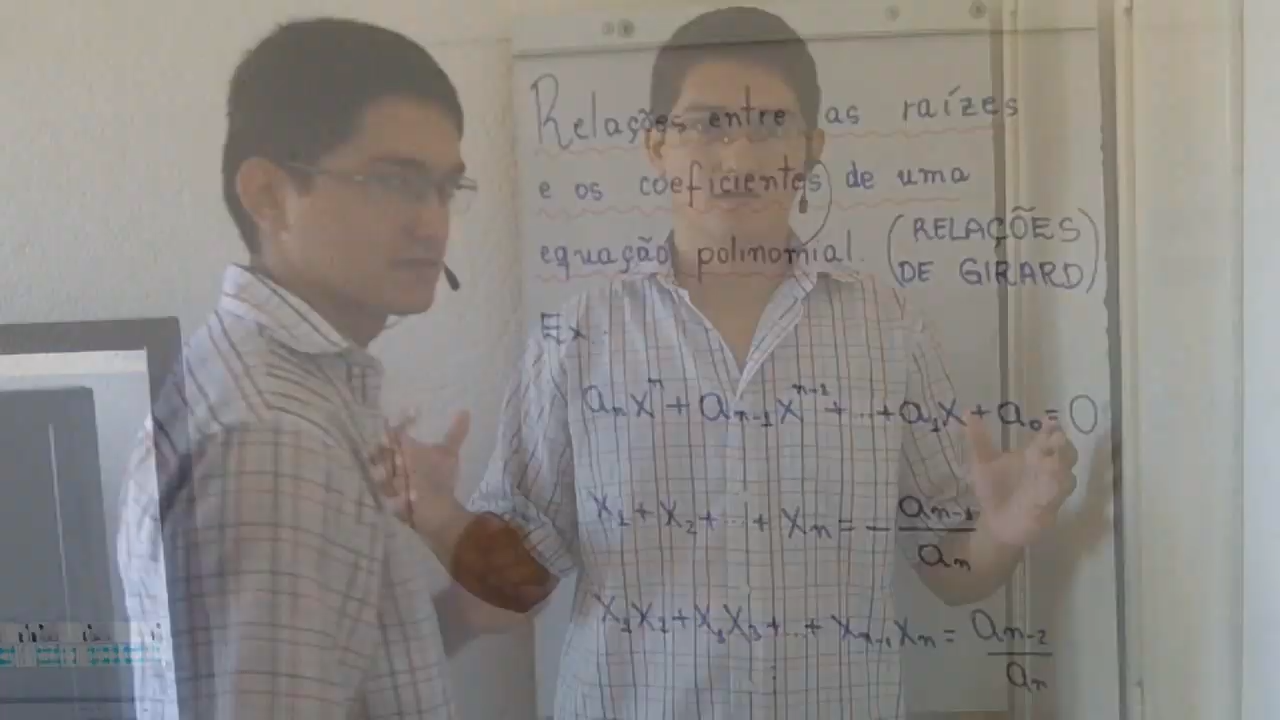 Relações entre as raízes
e os coeficientes de uma
equação polinomial. (RELAÇÕES DE GIRARD)
Ex
aₙxⁿ + aₙ₋₁xⁿ⁻¹ + ... + a₁x + a₀ = 0
x₁ + x₂ + ... + xₙ = - aₙ₋₁/aₙ
x₁x₂ + x₁x₃ + ... + xₙ₋₁xₙ = aₙ₋₂/aₙ